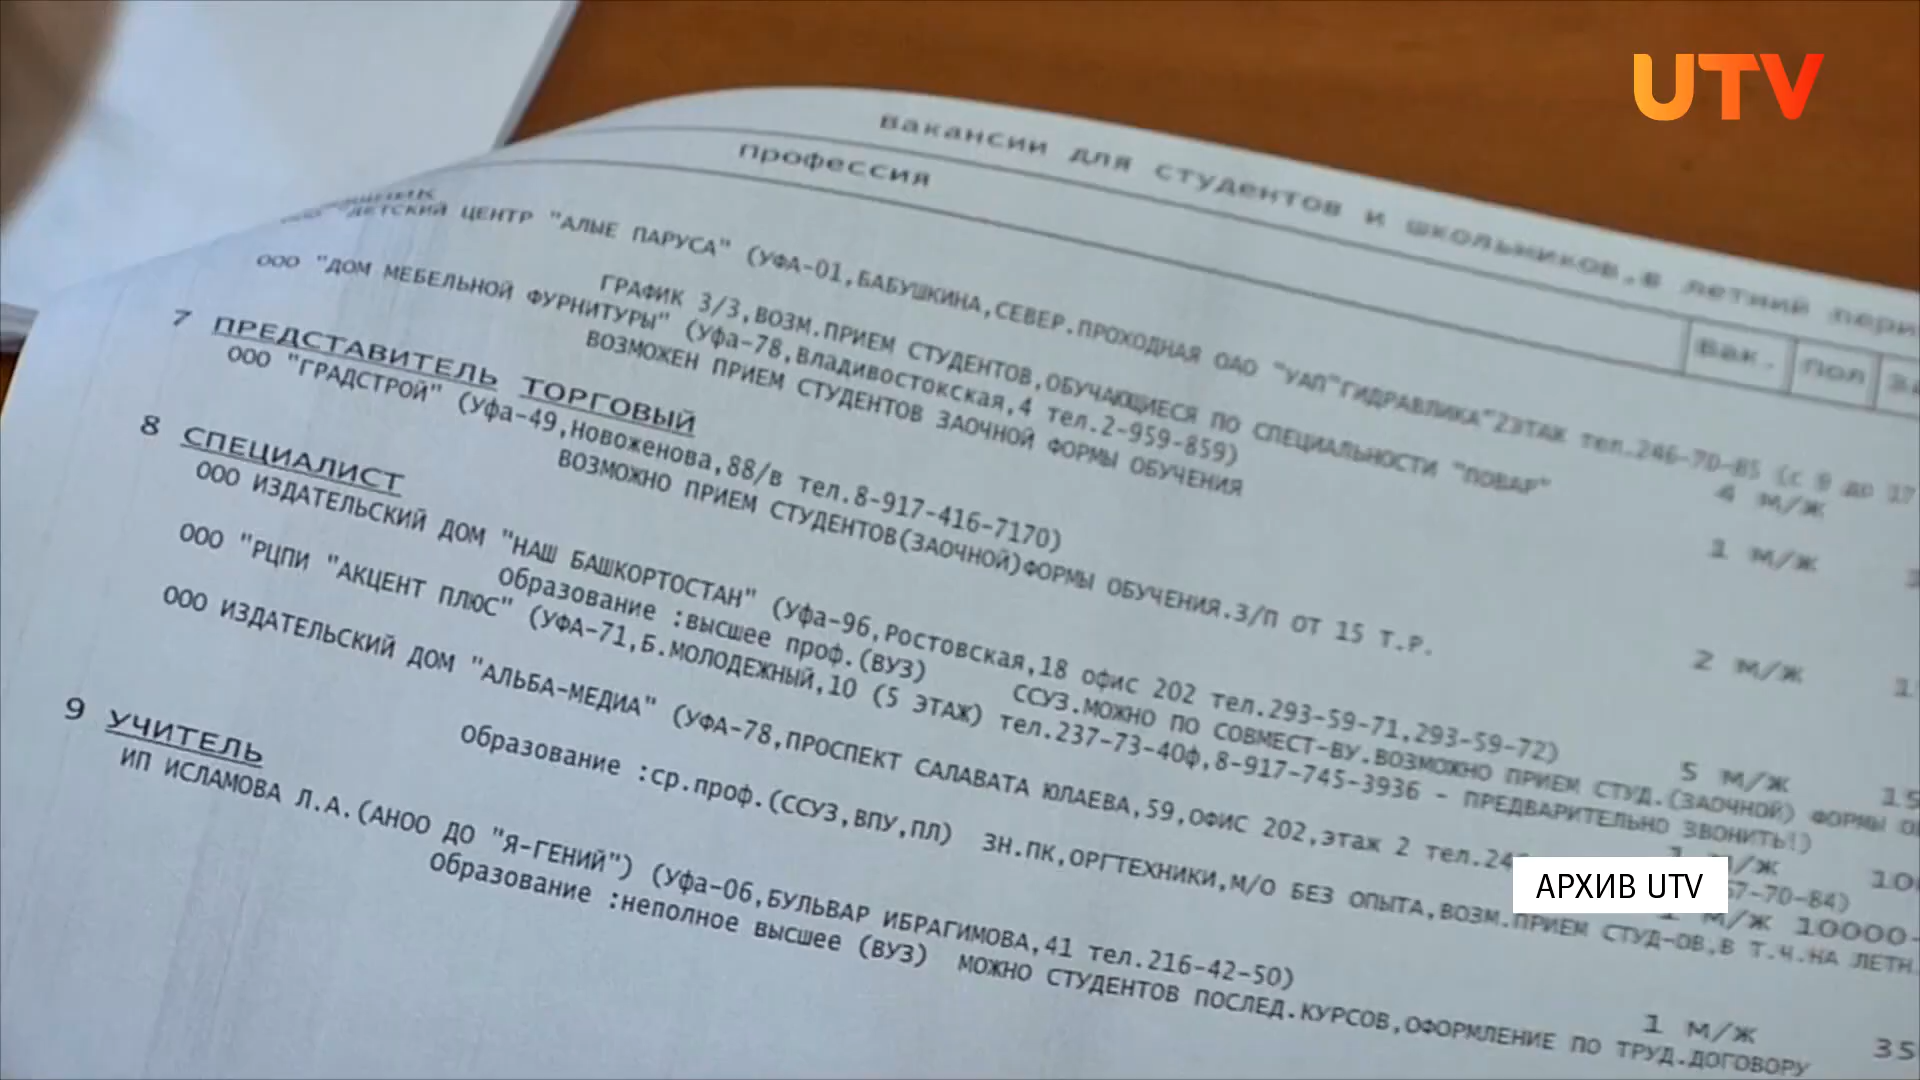 UTV
Вакансии для студентов и школьников, в летний
профессия
Вак. Пол
ДЕТСКИЙ ЦЕНТР "АЛЫЕ ПАРУСА" (УФА-01,БАБУШКИНА,СЕВЕР.ПРОХОДНАЯ ОАО "УАП"ГИДРАВЛИКА"2ЭТАЖ тел.246-70-85 (с 9 до 17
4 м/ж
ГРАФИК 3/3,ВОЗМ.ПРИЕМ СТУДЕНТОВ,ОБУЧАЮЩИЕСЯ ПО СПЕЦИАЛЬНОСТИ "ПОВАР"
ООО "ДОМ МЕБЕЛЬНОЙ ФУРНИТУРЫ" (Уфа-78,Владивостокская,4 тел.2-959-859)
1 м/ж
ВОЗМОЖЕН ПРИЕМ СТУДЕНТОВ ЗАОЧНОЙ ФОРМЫ ОБУЧЕНИЯ
7 ПРЕДСТАВИТЕЛЬ ТОРГОВЫЙ
ООО "ГРАДСТРОЙ" (Уфа-49,Новоженова,88/в тел.8-917-416-7170)
2 м/ж
ВОЗМОЖНО ПРИЕМ СТУДЕНТОВ(ЗАОЧНОЙ)ФОРМЫ ОБУЧЕНИЯ.З/П ОТ 15 Т.Р.
8 СПЕЦИАЛИСТ
ООО ИЗДАТЕЛЬСКИЙ ДОМ "НАШ БАШКОРТОСТАН" (Уфа-96,Ростовская,18 офис 202 тел.293-59-71,293-59-72)
5 м/ж
Образование :высшее проф.(ВУЗ) ССУЗ.МОЖНО ПО СОВМЕСТ-ВУ.ВОЗМОЖНО ПРИЕМ СТУД.(ЗАОЧНОЙ) ФОРМЫ
ООО "РЦПИ "АКЦЕНТ ПЛЮС" (УФА-71,Б.МОЛОДЕЖНЫЙ,10 (5 ЭТАЖ) тел.237-73-40ф,8-917-745-3936 - ПРЕДВАРИТЕЛЬНО ЗВОНИТЬ!)
м/ж
ООО ИЗДАТЕЛЬСКИЙ ДОМ "АЛЬБА-МЕДИА" (УФА-78,ПРОСПЕКТ САЛАВАТА ЮЛАЕВА,59,ОФИС 202,этаж 2 тел.
1 м/ж 10000-
Образование :ср.проф.(ССУЗ,ВПУ,ПЛ) ЗН.ПК,ОРГТЕХНИКИ,М/О БЕЗ ОПЫТА,ВОЗМ.ПРИЕМ СТУД-ОВ,В Т.Ч.НА ЛЕТН.
9 УЧИТЕЛЬ
ИП ИСЛАМОВА Л.А.(АНОО ДО "Я-ГЕНИЙ") (Уфа-06,БУЛЬВАР ИБРАГИМОВА,41 тел.216-42-50)
1 м/ж 35
Образование :неполное высшее (ВУЗ) МОЖНО СТУДЕНТОВ ПОСЛЕД.КУРСОВ,ОФОРМЛЕНИЕ ПО ТРУД.ДОГОВОРУ
АРХИВ UTV